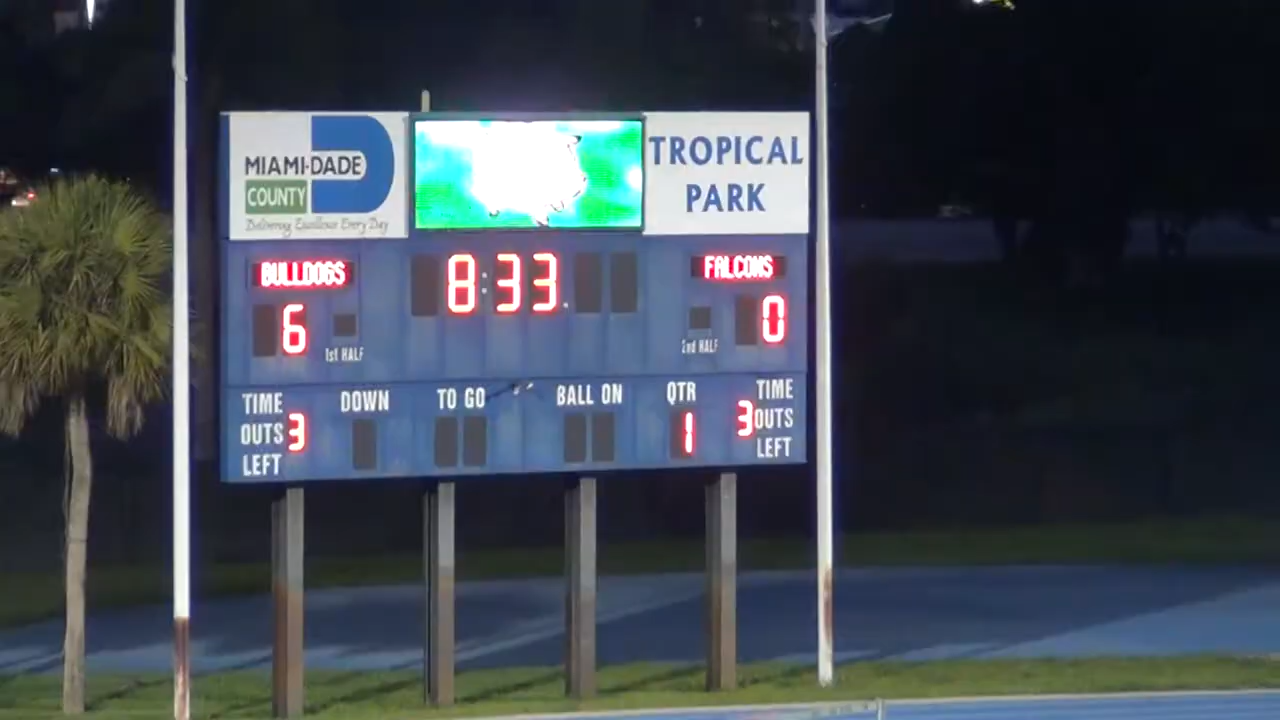 MIAMI-DADE
COUNTY
Delivering Excellence Every Day
TROPICAL
PARK
BULLDOGS
8:33
FALCONS
6
1st HALF
2nd HALF
0
TIME
OUTS 3
LEFT
DOWN
TO GO
BALL ON
QTR
1
TIME
3 OUTS
LEFT